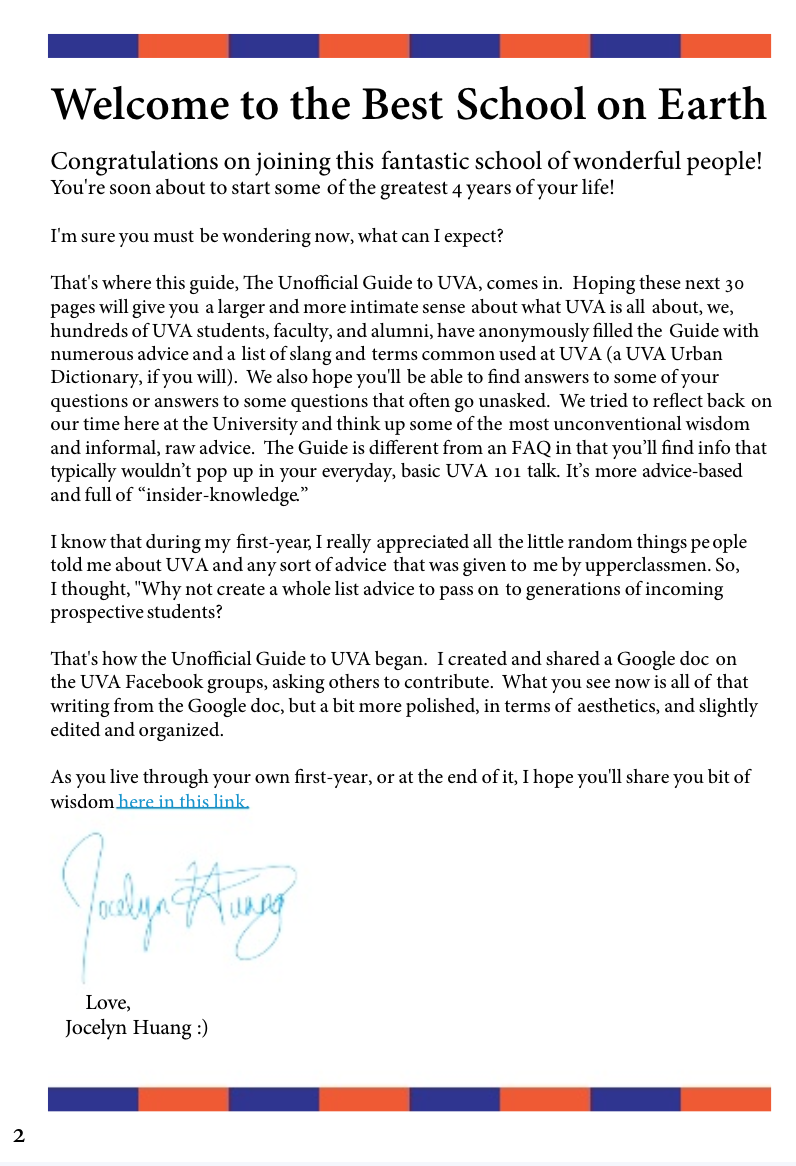 Welcome to the Best School on Earth
Congratulations on joining this fantastic school of wonderful people!
You're soon about to start some of the greatest 4 years of your life!
I'm sure you must be wondering now, what can I expect?
That's where this guide, The Unofficial Guide to UVA, comes in.  Hoping these next 30
pages will give you a larger and more intimate sense about what UVA is all about, we,
hundreds of UVA students, faculty, and alumni, have anonymously filled the Guide with
numerous advice and a list of slang and terms common used at UVA (a UVA Urban
Dictionary, if you will).  We also hope you'll be able to find answers to some of your
questions or answers to some questions that often go unasked.  We tried to reflect back on
our time here at the University and think up some of the most unconventional wisdom
and informal, raw advice.  The Guide is different from an FAQ in that you’ll find info that
typically wouldn’t pop up in your everyday, basic UVA 101 talk. It’s more advice-based
and full of “insider-knowledge.”
I know that during my first-year, I really appreciated all the little random things people
told me about UVA and any sort of advice that was given to me by upperclassmen. So,
I thought, "Why not create a whole list advice to pass on to generations of incoming
prospective students?
That's how the Unofficial Guide to UVA began.  I created and shared a Google doc on
the UVA Facebook groups, asking others to contribute.  What you see now is all of that
writing from the Google doc, but a bit more polished, in terms of aesthetics, and slightly
edited and organized.
As you live through your own first-year, or at the end of it, I hope you'll share you bit of
wisdom here in this link.
Jocelyn Huang
Love,
Jocelyn Huang :)
2